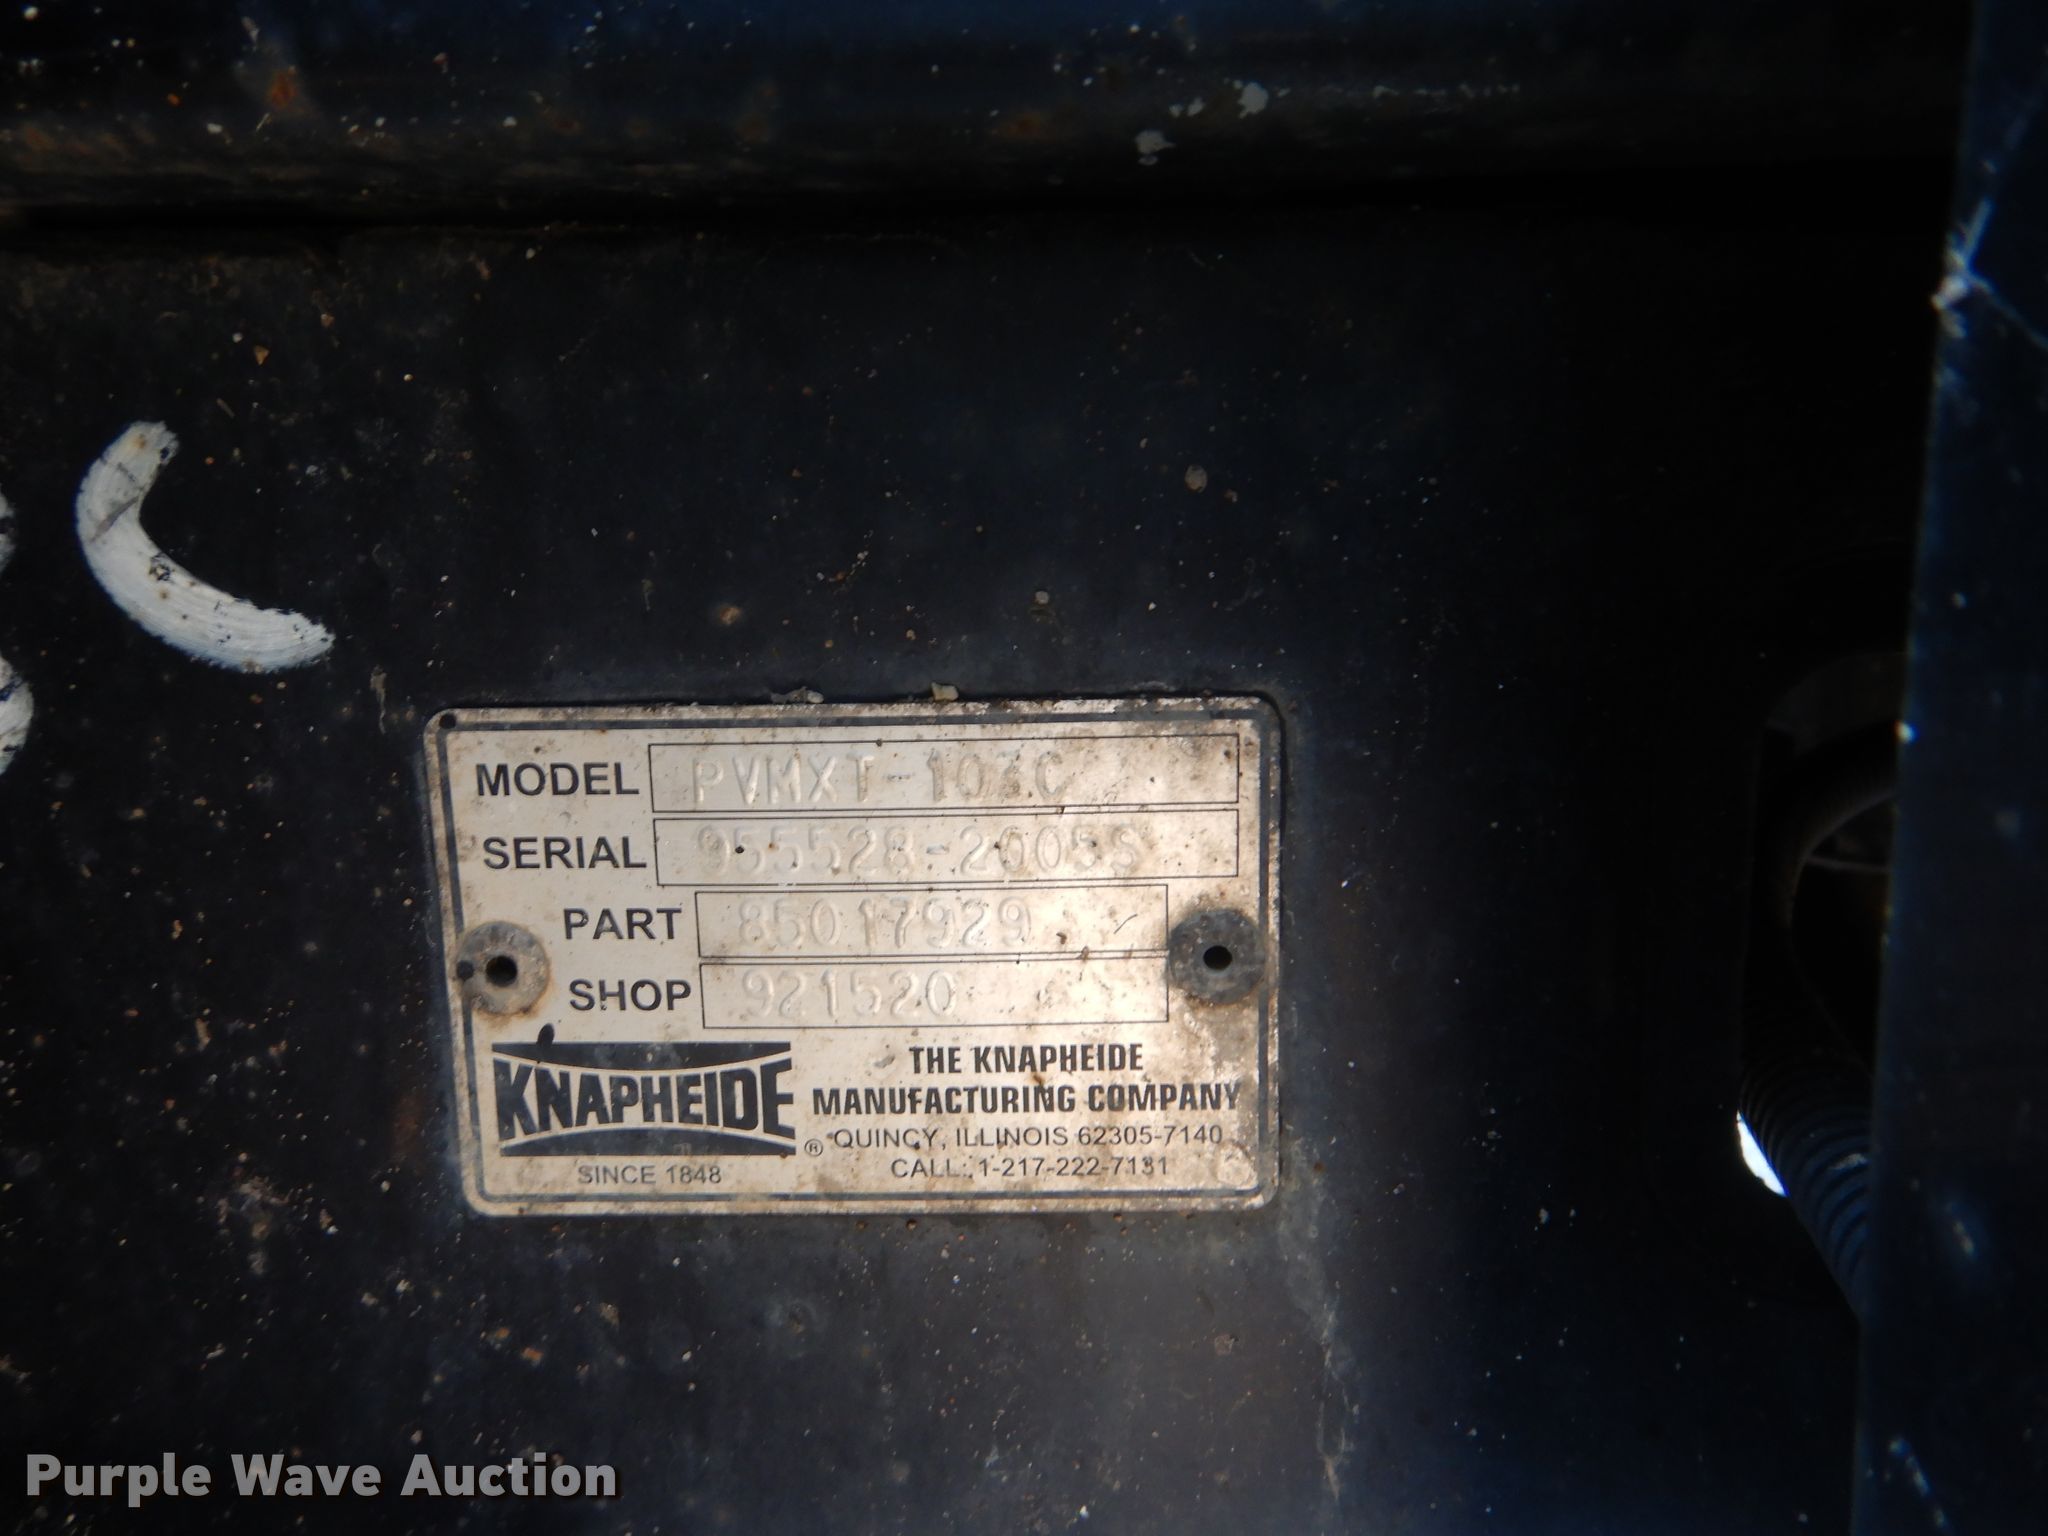 MODEL PVMXT-103C
SERIAL 955528-2005S
PART 85017929
SHOP 921520
KNAPHEIDE ®
SINCE 1848
THE KNAPHEIDE
MANUFACTURING COMPANY
QUINCY, ILLINOIS 62305-7140
CALL: 1-217-222-7131
Purple Wave Auction